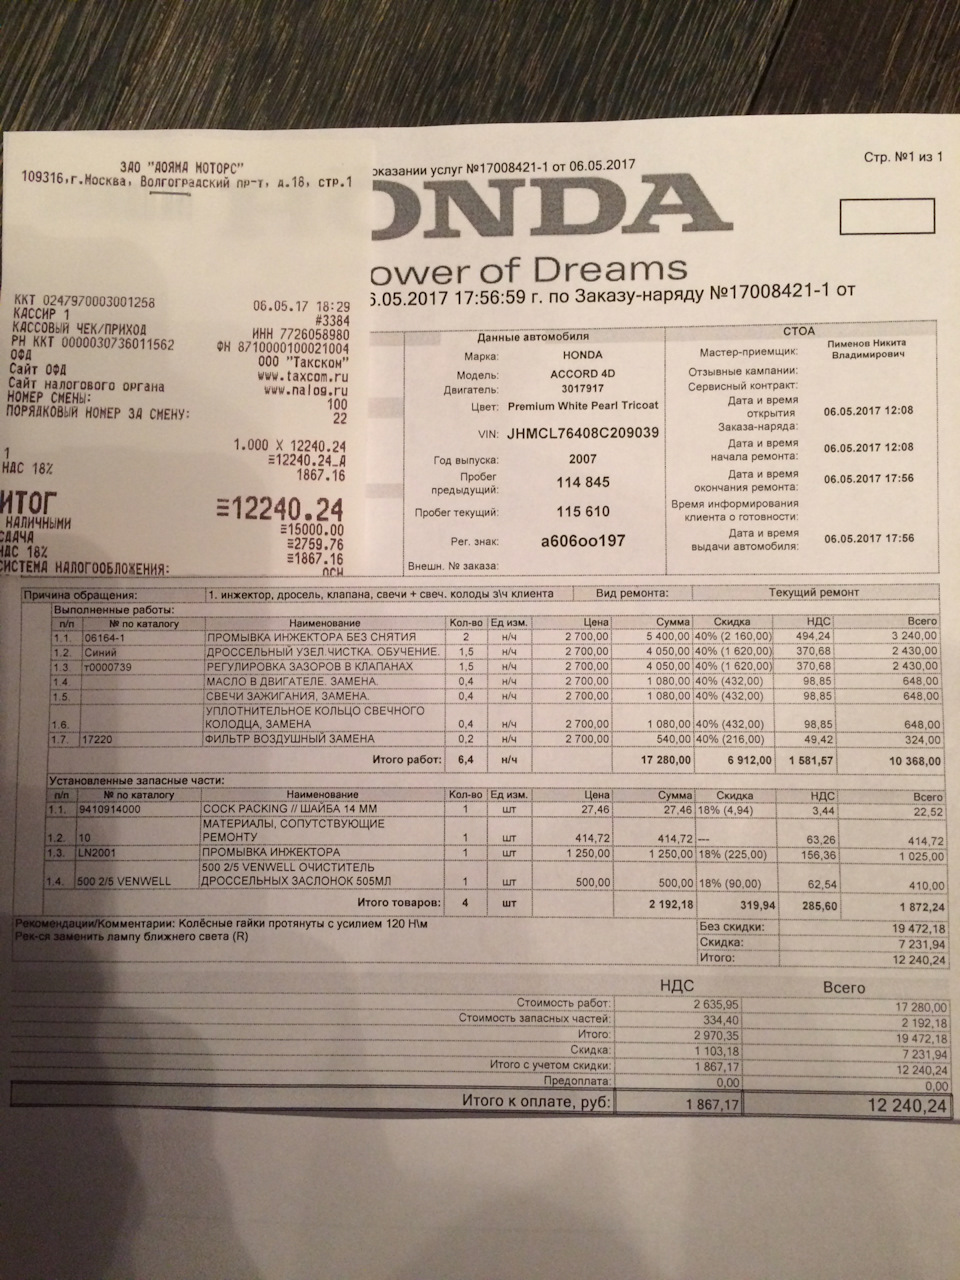 ЗАО "АОЯМА МОТОРС"
109316,г.Москва, Волгоградский пр-т, д.18, стр.1
ККТ 0247970003001258 06.05.17 18:29
КАССИР 1 #3384
КАССОВЫЙ ЧЕК/ПРИХОД ИНН 7726058980
РН ККТ 0000030736011562 ФН 8710000100021004
ОФД ООО "Такском"
Сайт ОФД www.taxcom.ru
Сайт налогового органа www.nalog.ru
НОМЕР СМЕНЫ: 100
ПОРЯДКОВЫЙ НОМЕР ЗА СМЕНУ: 22
1 1.000 X 12240.24
≡12240.24_А
НДС 18% 1867.16
ИТОГ ≡12240.24
НАЛИЧНЫМИ ≡15000.00
СДАЧА ≡2759.76
НДС 18% ≡1867.16
СИСТЕМА НАЛОГООБЛОЖЕНИЯ: ОСН
оказании услуг №17008421-1 от 06.05.2017
Стр. №1 из 1
ONDA
ower of Dreams
6.05.2017 17:56:59 г. по Заказу-наряду №17008421-1 от
Данные автомобиля
Марка: HONDA
Модель: ACCORD 4D
Двигатель: 3017917
Цвет: Premium White Pearl Tricoat
VIN: JHMCL76408C209039
Год выпуска: 2007
Пробег предыдущий: 114 845
Пробег текущий: 115 610
Рег. знак: а606оо197
Внешн. № заказа:
СТОА
Мастер-приемщик: Пименов Никита Владимирович
Отзывные кампании:
Сервисный контракт:
Дата и время открытия Заказа-наряда: 06.05.2017 12:08
Дата и время начала ремонта: 06.05.2017 12:08
Дата и время окончания ремонта: 06.05.2017 17:56
Время информирования клиента о готовности:
Дата и время выдачи автомобиля: 06.05.2017 17:56
Причина обращения: 1. инжектор, дросель, клапана, свечи + свеч. колоды з\ч клиента Вид ремонта: Текущий ремонт
Выполненные работы:
п/п № по каталогу Наименование Кол-во Ед изм. Цена Сумма Скидка НДС Всего
1.1. 06164-1 ПРОМЫВКА ИНЖЕКТОРА БЕЗ СНЯТИЯ 2 н/ч 2 700,00 5 400,00 40% (2 160,00) 494,24 3 240,00
1.2. Синий ДРОССЕЛЬНЫЙ УЗЕЛ.ЧИСТКА. ОБУЧЕНИЕ. 1,5 н/ч 2 700,00 4 050,00 40% (1 620,00) 370,68 2 430,00
1.3. т0000739 РЕГУЛИРОВКА ЗАЗОРОВ В КЛАПАНАХ 1,5 н/ч 2 700,00 4 050,00 40% (1 620,00) 370,68 2 430,00
1.4. МАСЛО В ДВИГАТЕЛЕ. ЗАМЕНА. 0,4 н/ч 2 700,00 1 080,00 40% (432,00) 98,85 648,00
1.5. СВЕЧИ ЗАЖИГАНИЯ, ЗАМЕНА. 0,4 н/ч 2 700,00 1 080,00 40% (432,00) 98,85 648,00
УПЛОТНИТЕЛЬНОЕ КОЛЬЦО СВЕЧНОГО
1.6. КОЛОДЦА, ЗАМЕНА 0,4 н/ч 2 700,00 1 080,00 40% (432,00) 98,85 648,00
1.7. 17220 ФИЛЬТР ВОЗДУШНЫЙ ЗАМЕНА 0,2 н/ч 2 700,00 540,00 40% (216,00) 49,42 324,00
Итого работ: 6,4 н/ч 17 280,00 6 912,00 1 581,57 10 368,00
Установленные запасные части:
п/п № по каталогу Наименование Кол-во Ед изм. Цена Сумма Скидка НДС Всего
1.1. 9410914000 COCK PACKING // ШАЙБА 14 ММ 1 шт 27,46 27,46 18% (4,94) 3,44 22,52
МАТЕРИАЛЫ, СОПУТСТВУЮЩИЕ
1.2. 10 РЕМОНТУ 1 шт 414,72 414,72 --- 63,26 414,72
1.3. LN2001 ПРОМЫВКА ИНЖЕКТОРА 1 шт 1 250,00 1 250,00 18% (225,00) 156,36 1 025,00
500 2/5 VENWELL ОЧИСТИТЕЛЬ
1.4. 500 2/5 VENWELL ДРОССЕЛЬНЫХ ЗАСЛОНОК 505МЛ 1 шт 500,00 500,00 18% (90,00) 62,54 410,00
Итого товаров: 4 шт 2 192,18 319,94 285,60 1 872,24
Рекомендации/Комментарии: Колёсные гайки протянуты с усилием 120 Н\м
Рек-ся заменить лампу ближнего света (R)
Без скидки: 19 472,18
Скидка: 7 231,94
Итого: 12 240,24
НДС Всего
Стоимость работ: 2 635,95 17 280,00
Стоимость запасных частей: 334,40 2 192,18
Итого: 2 970,35 19 472,18
Скидка: 1 103,18 7 231,94
Итого с учетом скидки: 1 867,17 12 240,24
Предоплата: 0,00 0,00
Итого к оплате, руб: 1 867,17 12 240,24